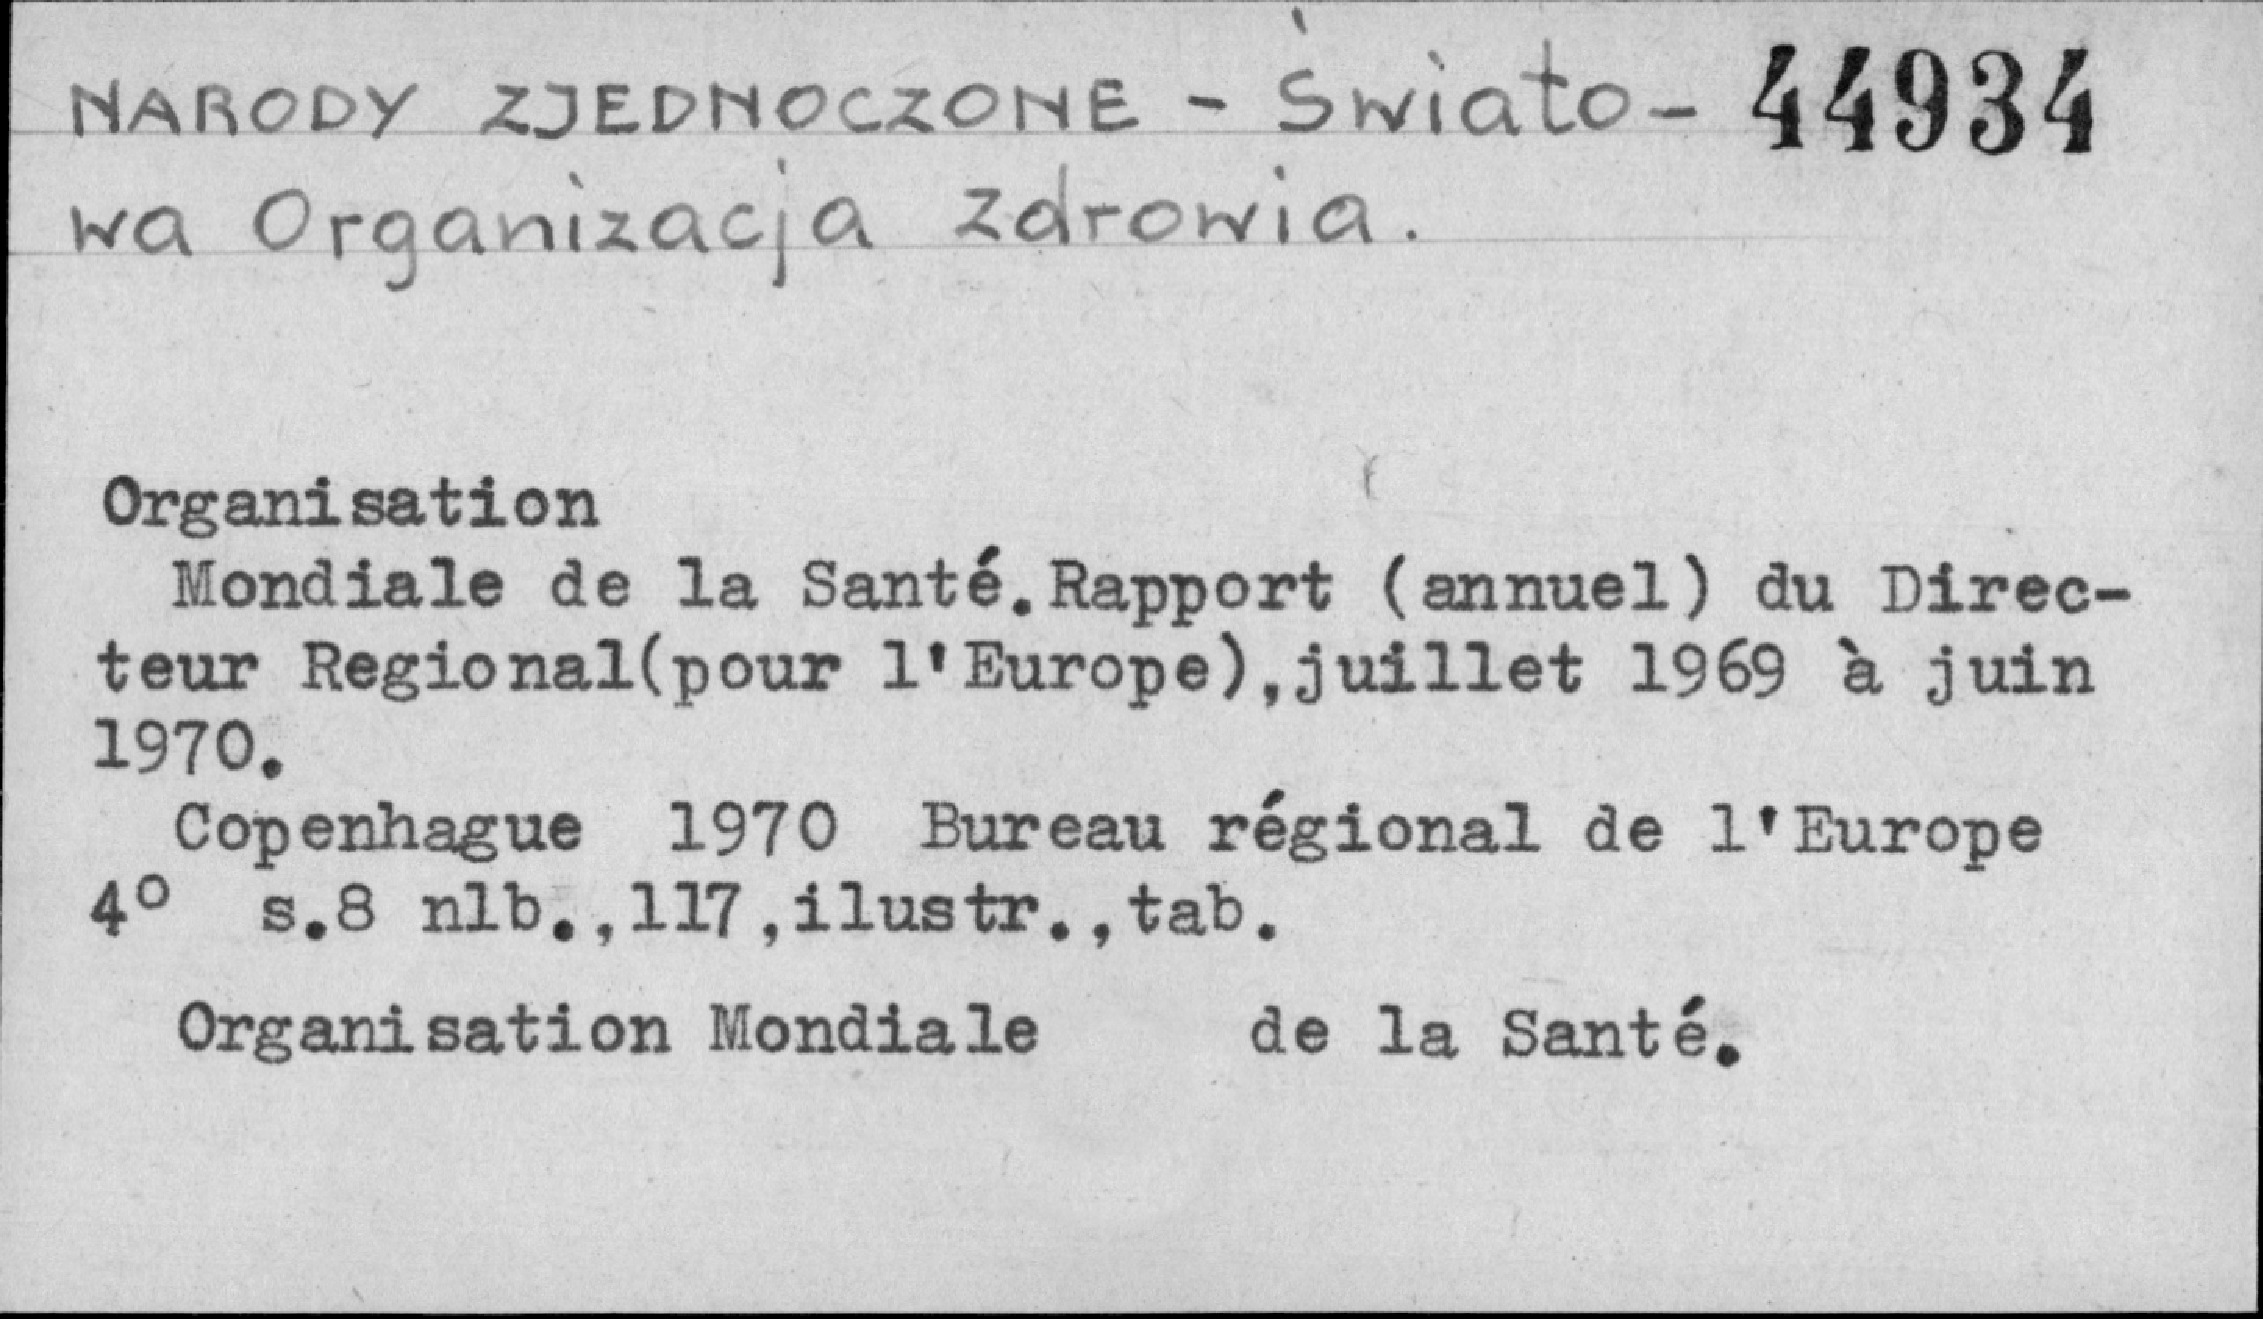 NARODY ZJEDNOCZONE - Świato- 44934
wa Organizacja Zdrowia.
Organisation
Mondiale de la Santé.Rapport (annuel) du Direc-
teur Regional(pour l'Europe),juillet 1969 à juin
1970.
Copenhague 1970 Bureau régional de l'Europe
4° s.8 nlb.,117,ilustr.,tab.
Organisation Mondiale de la Santé.